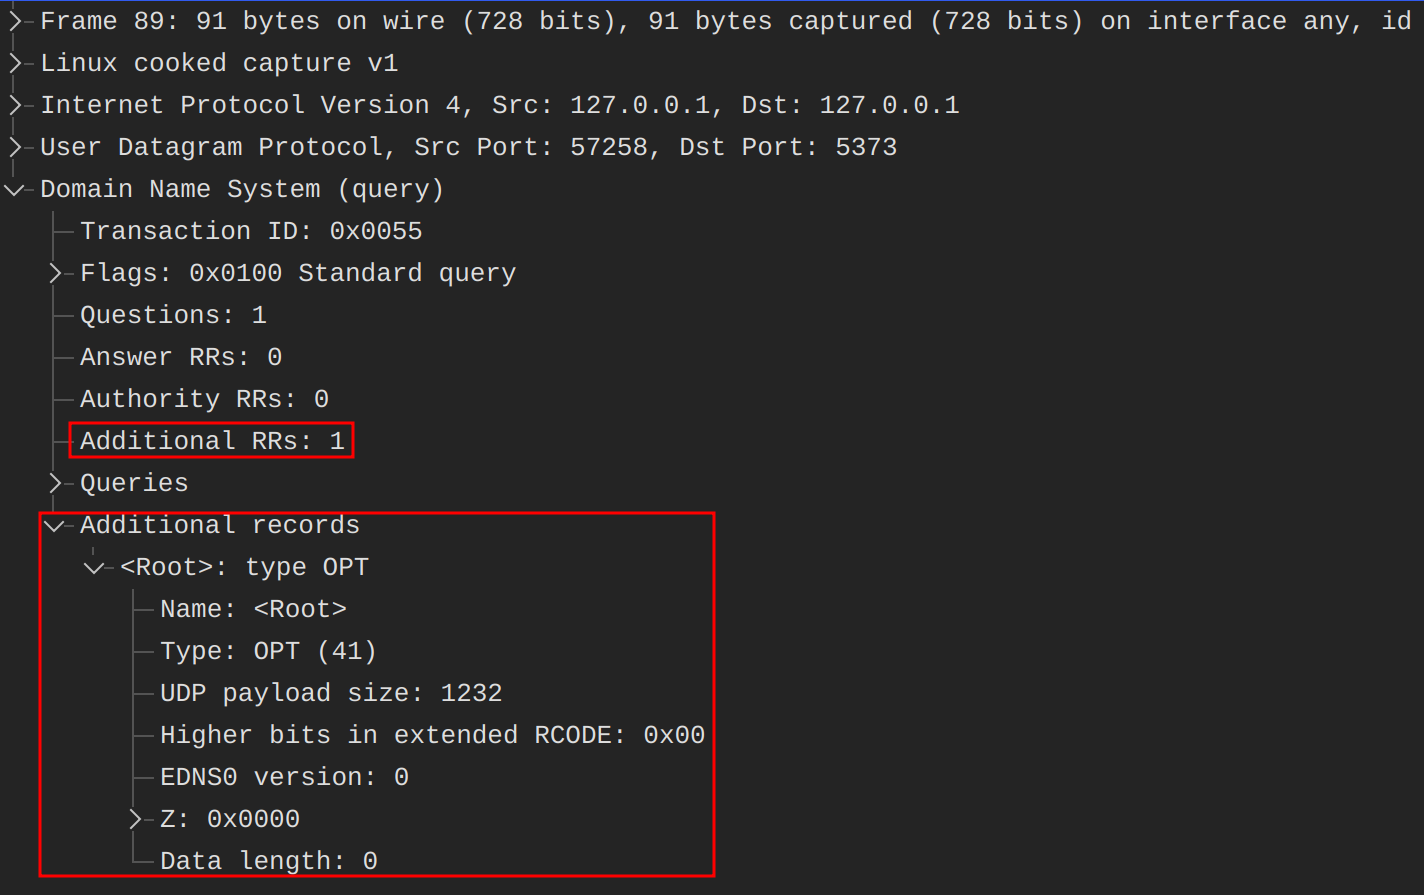 Frame 89: 91 bytes on wire (728 bits), 91 bytes captured (728 bits) on interface any, id
Linux cooked capture v1
Internet Protocol Version 4, Src: 127.0.0.1, Dst: 127.0.0.1
User Datagram Protocol, Src Port: 57258, Dst Port: 5373
Domain Name System (query)
Transaction ID: 0x0055
Flags: 0x0100 Standard query
Questions: 1
Answer RRs: 0
Authority RRs: 0
Additional RRs: 1
Queries
Additional records
<Root>: type OPT
Name: <Root>
Type: OPT (41)
UDP payload size: 1232
Higher bits in extended RCODE: 0x00
EDNS0 version: 0
Z: 0x0000
Data length: 0